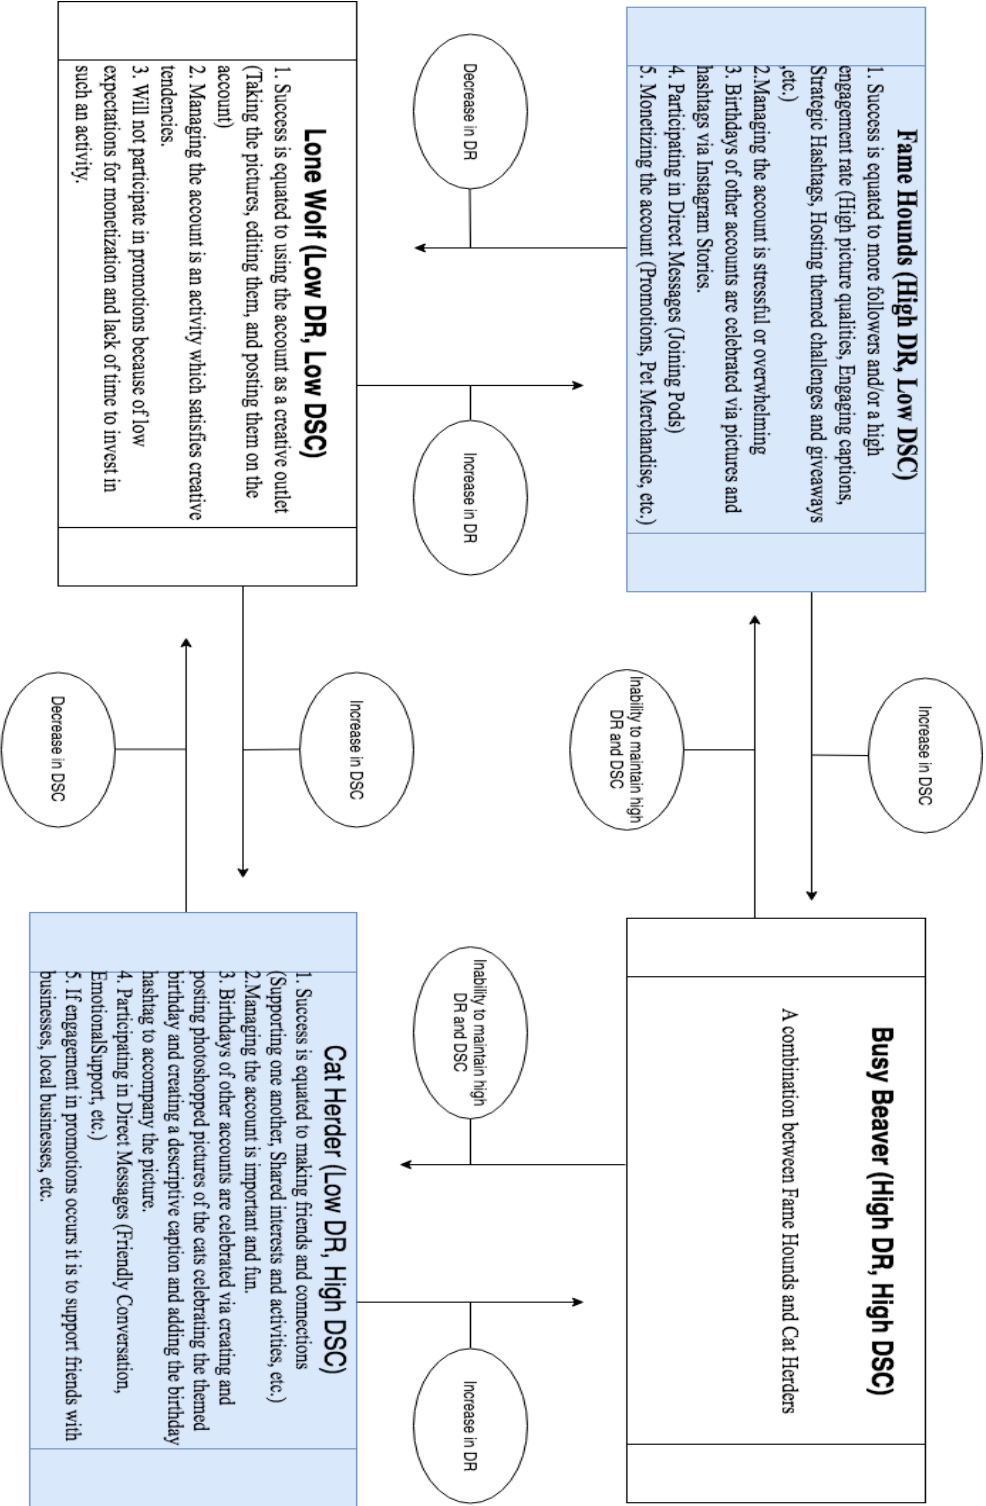 Fame Hounds (High DR, Low DSC)
1. Success is equated to more followers and/or a high
engagement rate (High picture qualities, Engaging captions,
Strategic Hashtags, Hosting themed challenges and giveaways
,etc.)
2.Managing the account is stressful or overwhelming
3. Birthdays of other accounts are celebrated via pictures and
hashtags via Instagram Stories.
4. Participating in Direct Messages (Joining Pods)
5. Monetizing the account (Promotions, Pet Merchandise, etc.)
Increase in DSC
Inability to maintain high
DR and DSC
Busy Beaver (High DR, High DSC)
A combination between Fame Hounds and Cat Herders
Decrease in DR
Increase in DR
Inability to maintain high
DR and DSC
Increase in DR
Lone Wolf (Low DR, Low DSC)
1. Success is equated to using the account as a creative outlet
(Taking the pictures, editing them, and posting them on the
account)
2. Managing the account is an activity which satisfies creative
tendencies.
3. Will not participate in promotions because of low
expectations for monetization and lack of time to invest in
such an activity.
Increase in DSC
Decrease in DSC
Cat Herder (Low DR, High DSC)
1. Success is equated to making friends and connections
(Supporting one another, Shared interests and activities, etc.)
2.Managing the account is important and fun.
3. Birthdays of other accounts are celebrated via creating and
posting photoshopped pictures of the cats celebrating the themed
birthday and creating a descriptive caption and adding the birthday
hashtag to accompany the picture.
4. Participating in Direct Messages (Friendly Conversation,
EmotionalSupport, etc.)
5. If engagement in promotions occurs it is to support friends with
businesses, local businesses, etc.